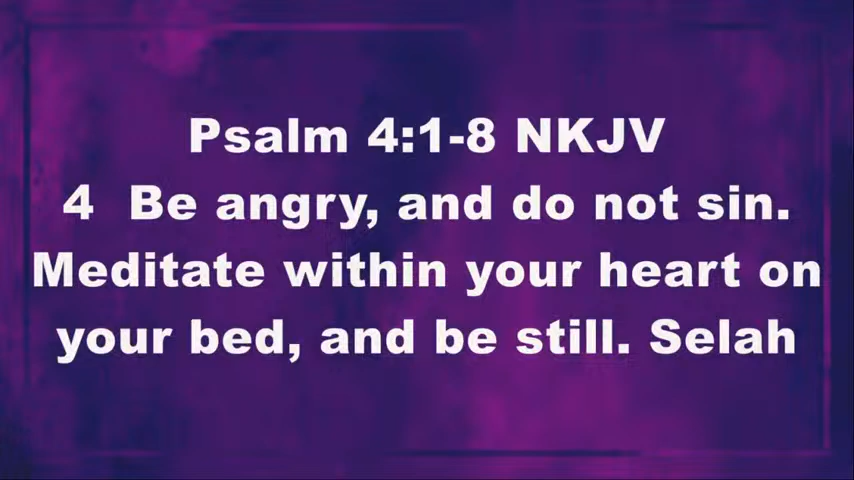 Psalm 4:1-8 NKJV
4 Be angry, and do not sin.
Meditate within your heart on
your bed, and be still. Selah